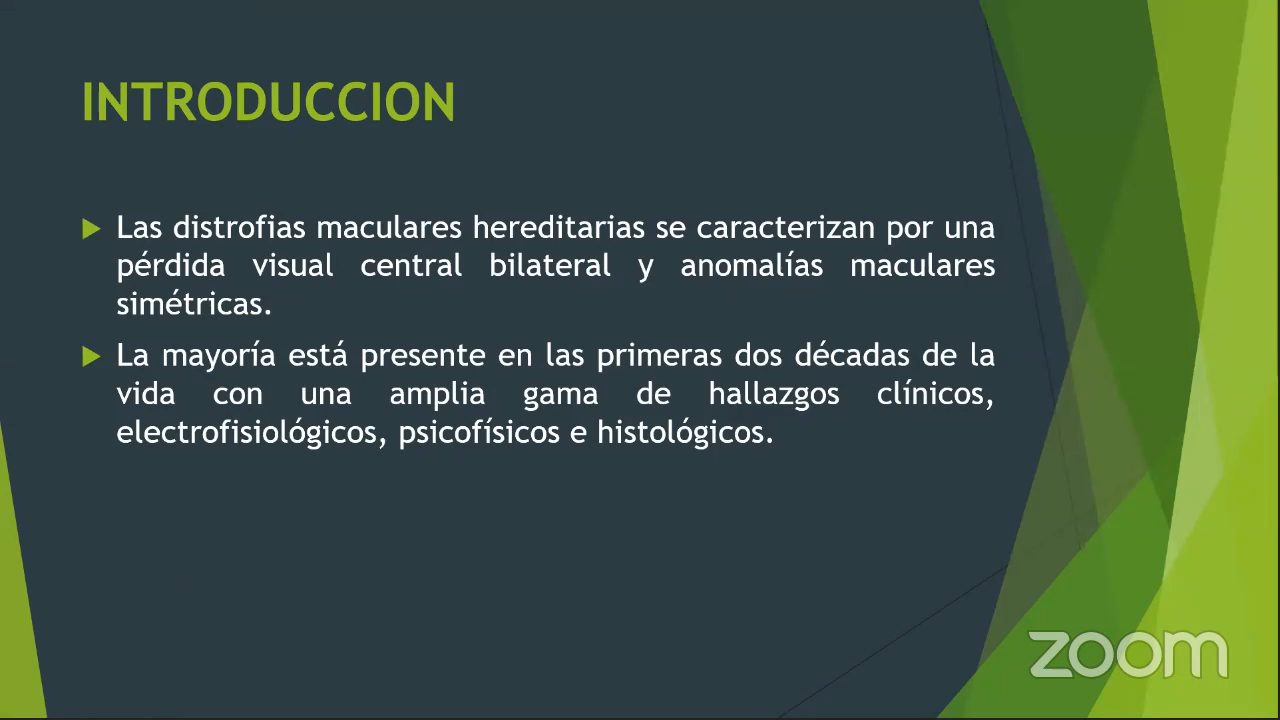 INTRODUCCION
Las distrofias maculares hereditarias se caracterizan por una
pérdida visual central bilateral y anomalías maculares
simétricas.
La mayoría está presente en las primeras dos décadas de la
vida con una amplia gama de hallazgos clínicos,
electrofisiológicos, psicofísicos e histológicos.
zoom